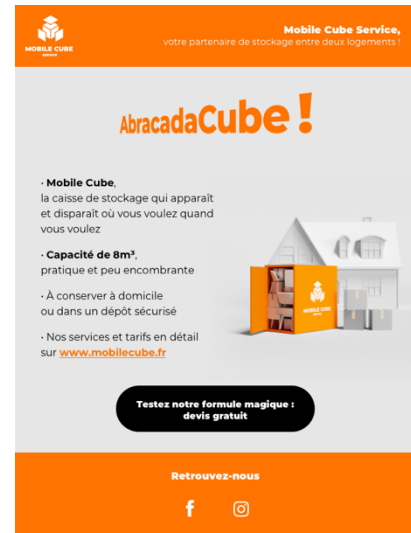 MOBILE CUBE
SERVICE
Mobile Cube Service,
votre partenaire de stockage entre deux logements !
AbracadaCube !
· Mobile Cube,
la caisse de stockage qui apparaît
et disparaît où vous voulez quand
vous voulez
· Capacité de 8m³,
pratique et peu encombrante
· À conserver à domicile
ou dans un dépôt sécurisé
· Nos services et tarifs en détail
sur www.mobilecube.fr
MOBILE CUBE
SERVICE
Testez notre formule magique :
devis gratuit
Retrouvez-nous